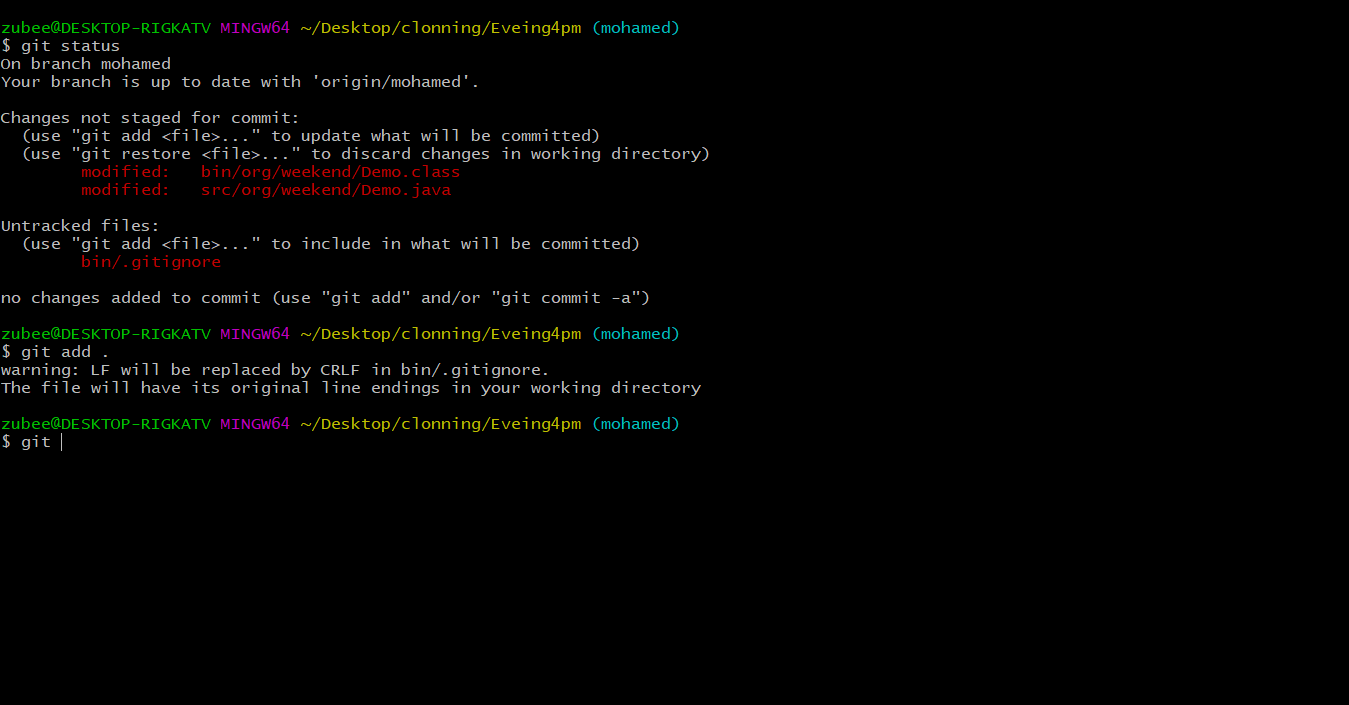 zubee@DESKTOP-RIGKATV MINGW64 ~/Desktop/clonning/Eveing4pm (mohamed)
$ git status
On branch mohamed
Your branch is up to date with 'origin/mohamed'.

Changes not staged for commit:
  (use "git add <file>..." to update what will be committed)
  (use "git restore <file>..." to discard changes in working directory)
        modified:   bin/org/weekend/Demo.class
        modified:   src/org/weekend/Demo.java

Untracked files:
  (use "git add <file>..." to include in what will be committed)
        bin/.gitignore

no changes added to commit (use "git add" and/or "git commit -a")

zubee@DESKTOP-RIGKATV MINGW64 ~/Desktop/clonning/Eveing4pm (mohamed)
$ git add .
warning: LF will be replaced by CRLF in bin/.gitignore.
The file will have its original line endings in your working directory

zubee@DESKTOP-RIGKATV MINGW64 ~/Desktop/clonning/Eveing4pm (mohamed)
$ git